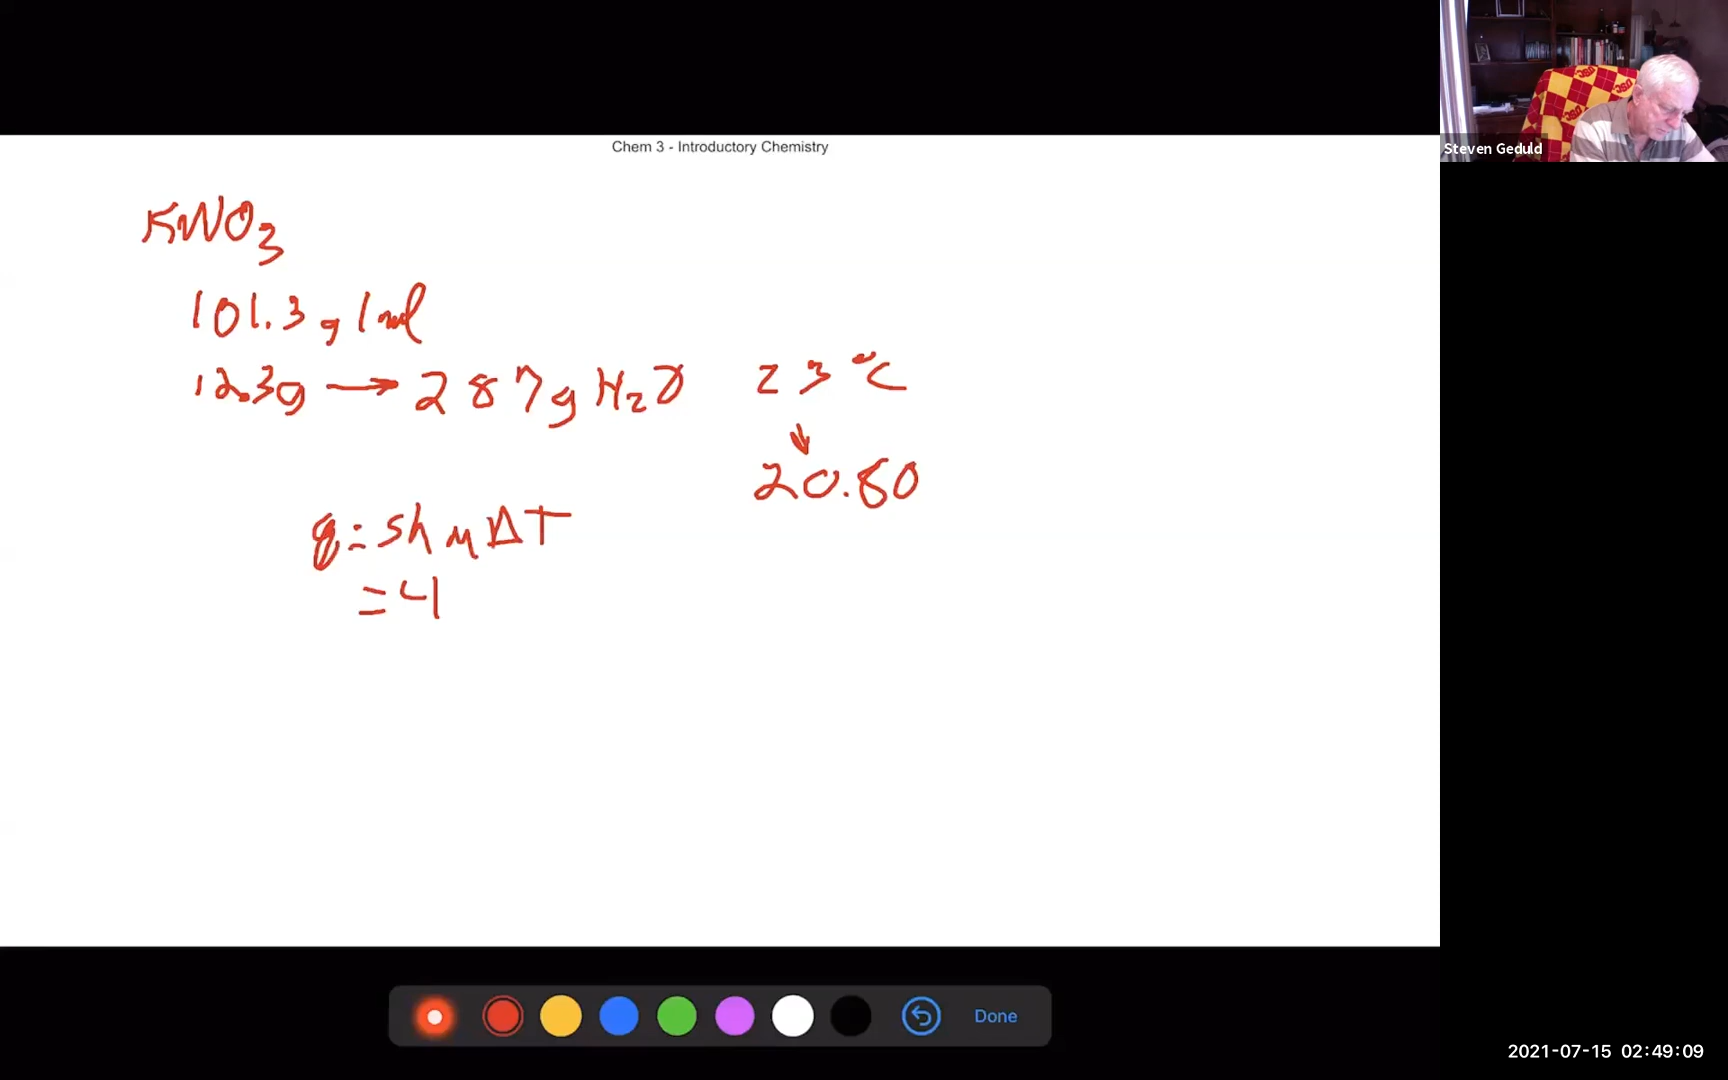 Chem 3 - Introductory Chemistry
Steven Geduld
KNO3
101.3 g / mol
12.3g → 287g H2O 23 °C
↓
20.80
q = sh m ΔT
= 4
Done
2021-07-15 02:49:09